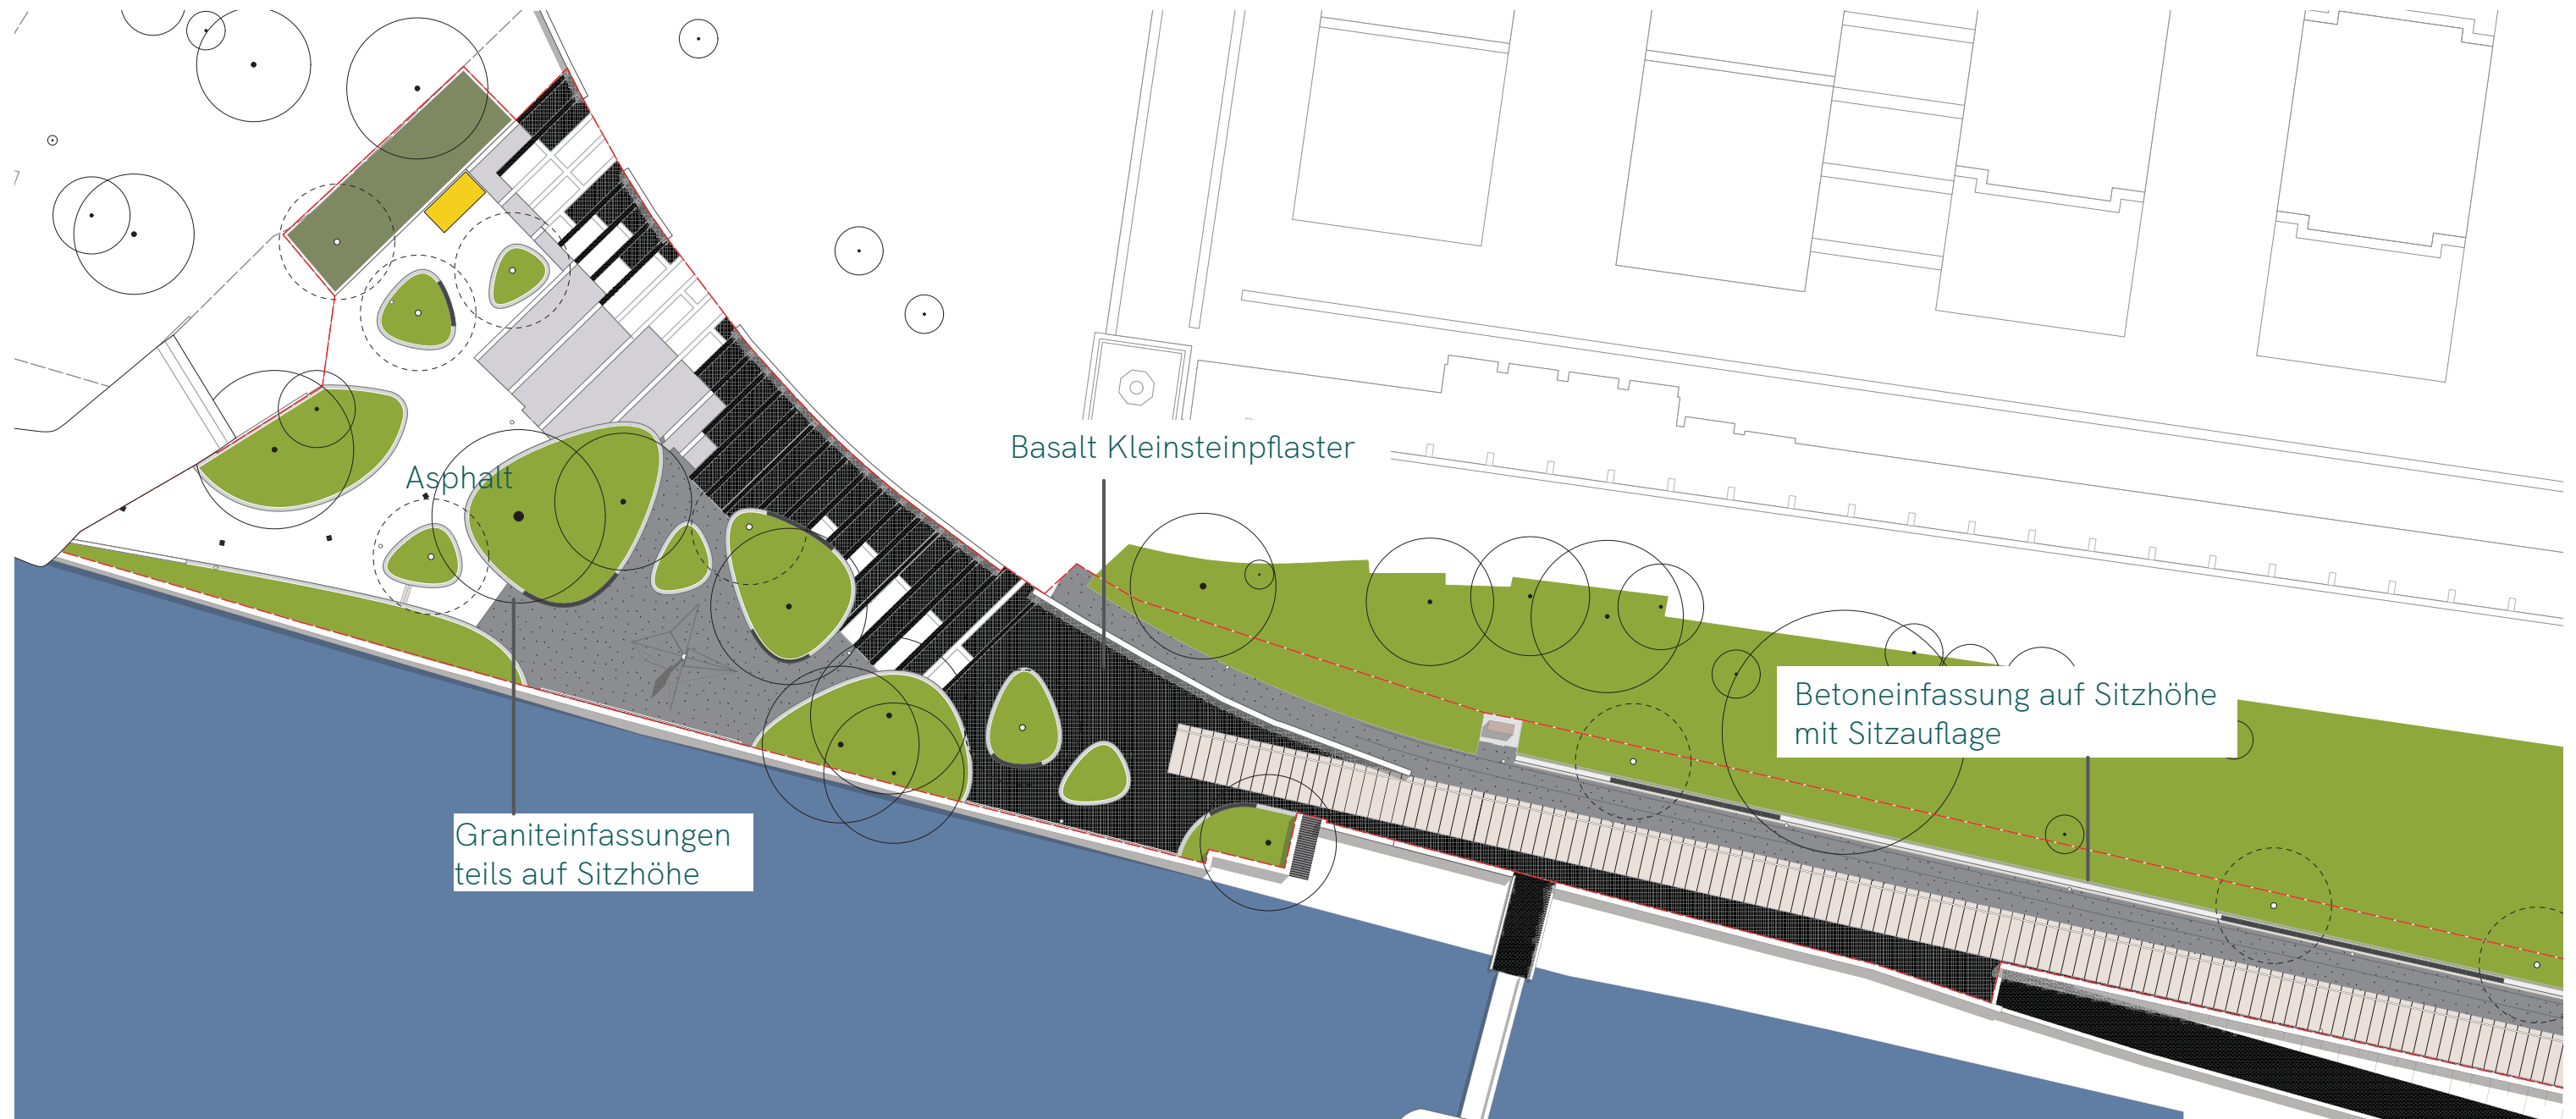 Asphalt
Basalt Kleinsteinpflaster
Betoneinfassung auf Sitzhöhe
mit Sitzauflage
Graniteinfassungen
teils auf Sitzhöhe